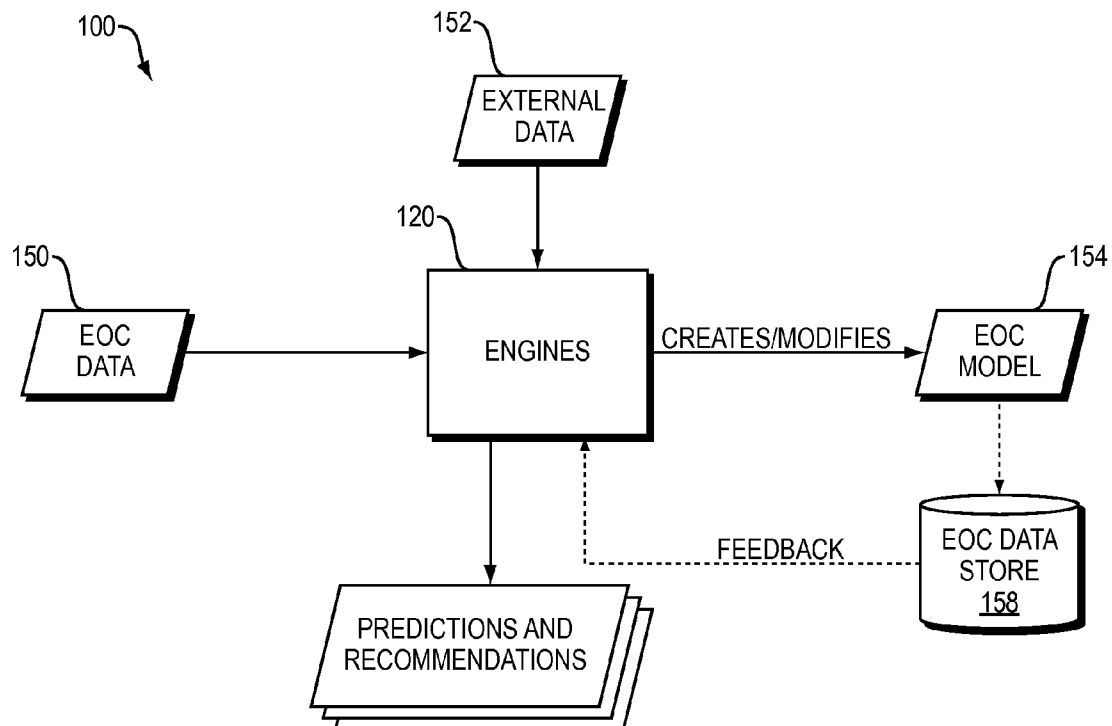 100
152
EXTERNAL
DATA
120
150
154
EOC
DATA
ENGINES
CREATES/MODIFIES
EOC
MODEL
FEEDBACK
EOC DATA
STORE
158
PREDICTIONS AND
RECOMMENDATIONS